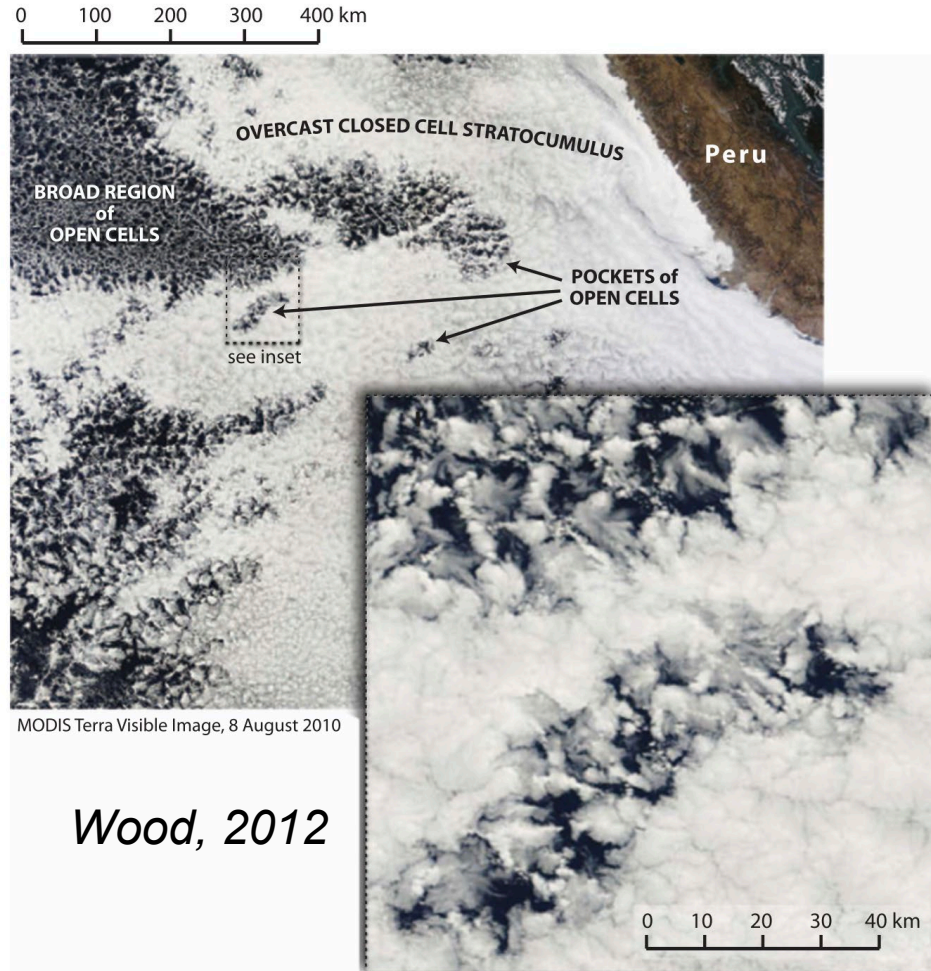 0 100 200 300 400 km
OVERCAST CLOSED CELL STRATOCUMULUS
Peru
BROAD REGION
of
OPEN CELLS
POCKETS of
OPEN CELLS
see inset
MODIS Terra Visible Image, 8 August 2010
Wood, 2012
0 10 20 30 40 km